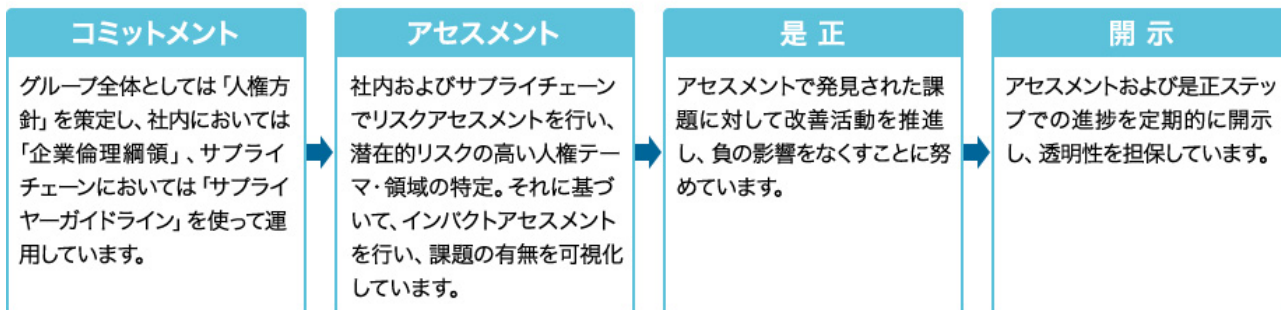 コミットメント
グループ全体としては「人権方
針」を策定し、社内においては
「企業倫理綱領」、サプライ
チェーンにおいては「サプライ
ヤーガイドライン」を使って運
用しています。
アセスメント
社内およびサプライチェーン
でリスクアセスメントを行い、
潜在的リスクの高い人権テー
マ・領域の特定。それに基づ
いて、インパクトアセスメント
を行い、課題の有無を可視化
しています。
是正
アセスメントで発見された課
題に対して改善活動を推進
し、負の影響をなくすことに努
めています。
開示
アセスメントおよび是正ステッ
プでの進捗を定期的に開示
し、透明性を担保しています。